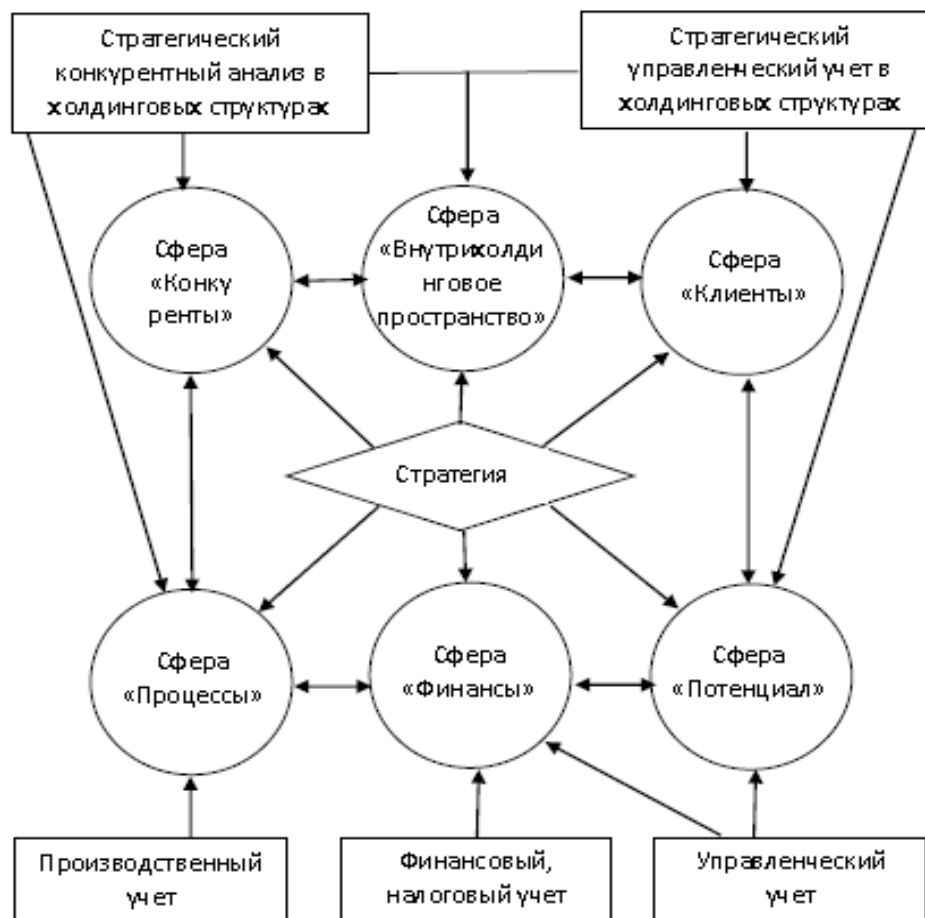 Стратегический
конкурентный анализ в
холдинговых структурах
Стратегический
управленческий учет в
холдинговых структурах
Сфера
«Конку
ренты»
Сфера
«Внутрихолди
нговое
пространство»
Сфера
«Клиенты»
Стратегия
Сфера
«Процессы»
Сфера
«Финансы»
Сфера
«Потенциал»
Производственный
учет
Финансовый,
налоговый учет
Управленческий
учет